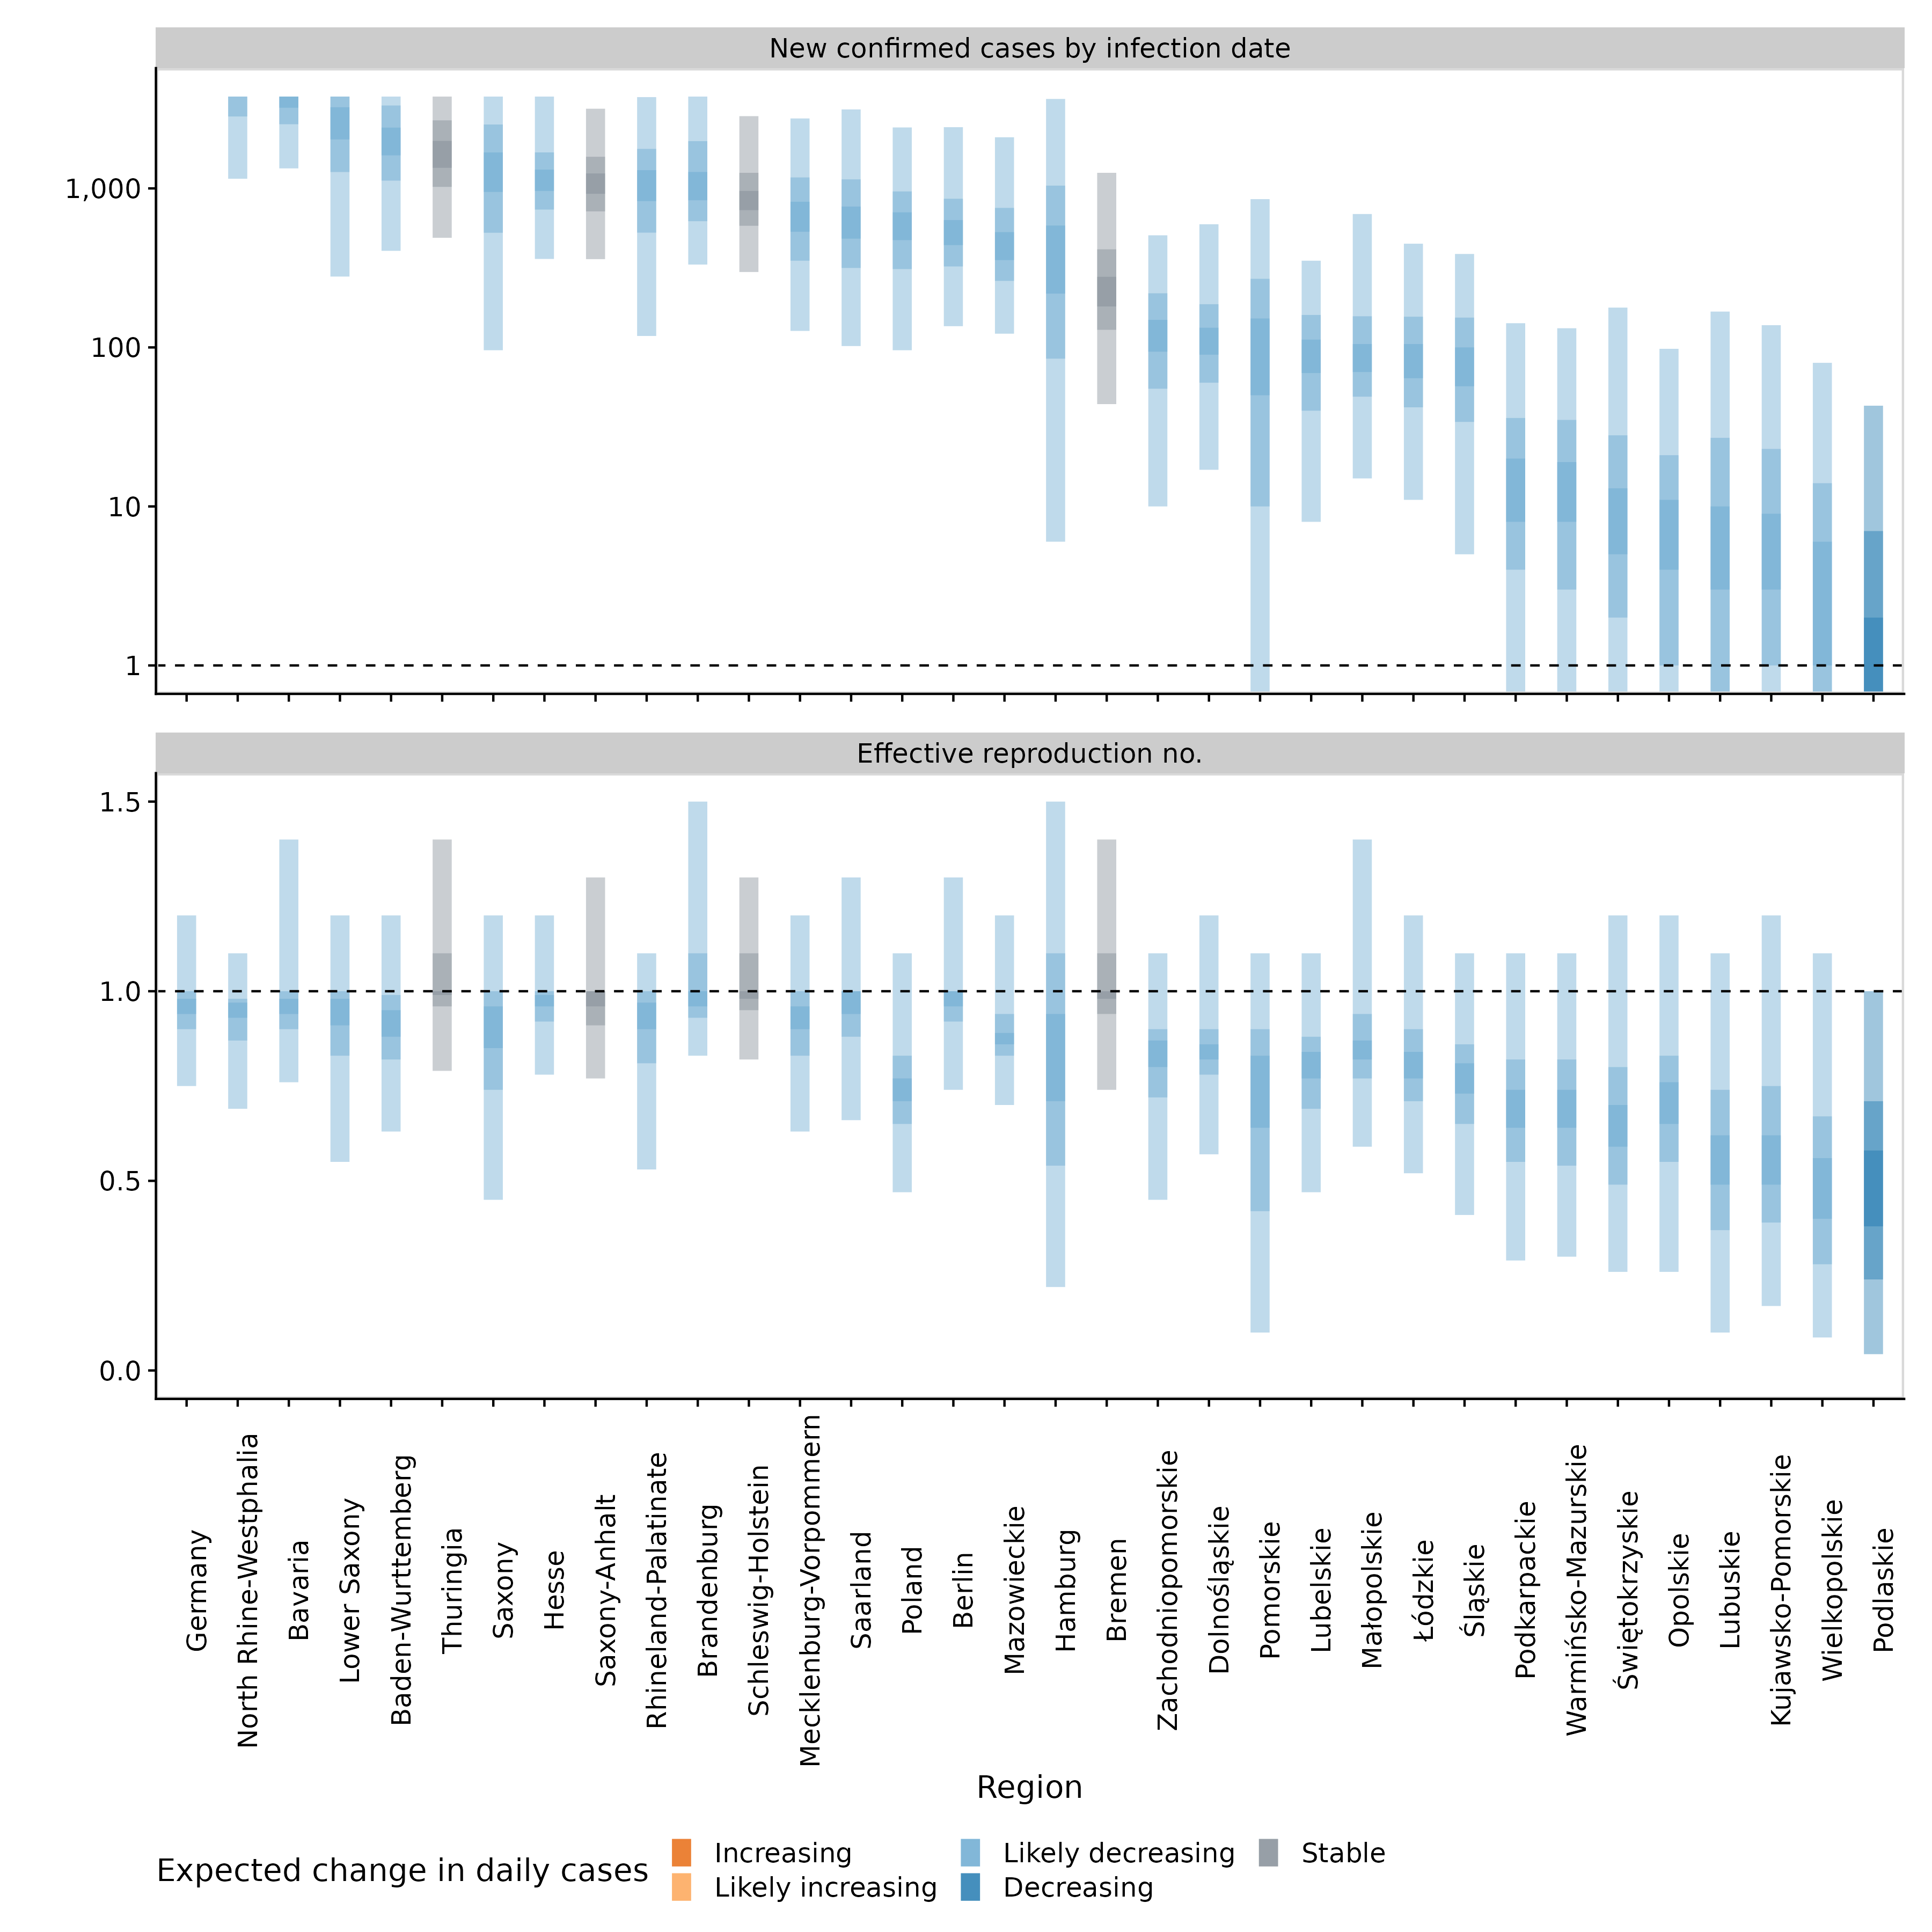 New confirmed cases by infection date
1,000
100
10
1
Effective reproduction no.
1.5
1.0
0.5
0.0
Germany
North Rhine-Westphalia
Bavaria
Lower Saxony
Baden-Wurttemberg
Thuringia
Saxony
Hesse
Saxony-Anhalt
Rhineland-Palatinate
Brandenburg
Schleswig-Holstein
Mecklenburg-Vorpommern
Saarland
Poland
Berlin
Mazowieckie
Hamburg
Bremen
Zachodniopomorskie
Dolnośląskie
Pomorskie
Lubelskie
Małopolskie
Łódzkie
Śląskie
Podkarpackie
Warmińsko-Mazurskie
Świętokrzyskie
Opolskie
Lubuskie
Kujawsko-Pomorskie
Wielkopolskie
Podlaskie
Region
Expected change in daily cases
Increasing
Likely increasing
Likely decreasing
Decreasing
Stable